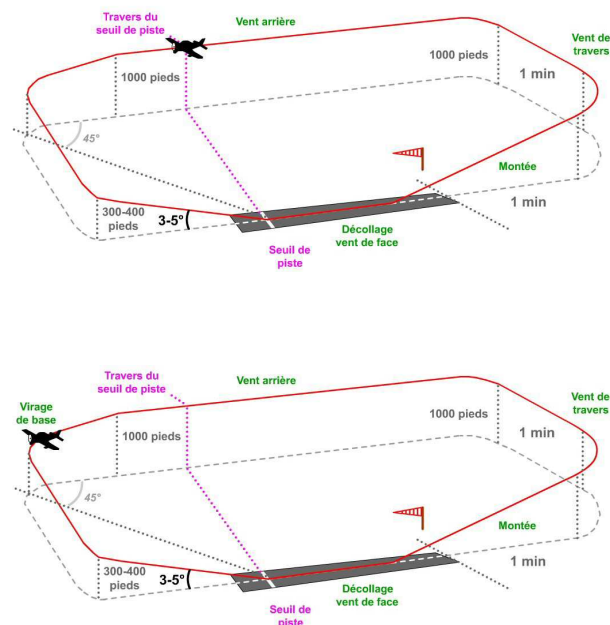 Travers du
seuil de piste
Vent arrière
Vent de
travers
1000 pieds
1000 pieds
1 min
45°
Montée
300-400
pieds
3-5°
1 min
Décollage
vent de face
Seuil de
piste
Travers du
seuil de piste
Vent arrière
Virage
de base
Vent de
travers
1000 pieds
1000 pieds
1 min
45°
Montée
300-400
pieds
3-5°
1 min
Décollage
vent de face
Seuil de
piste